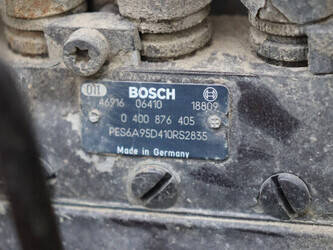 011 BOSCH
46916 06410 18809
0 400 876 405
PES6A95D410RS2835
Made in Germany